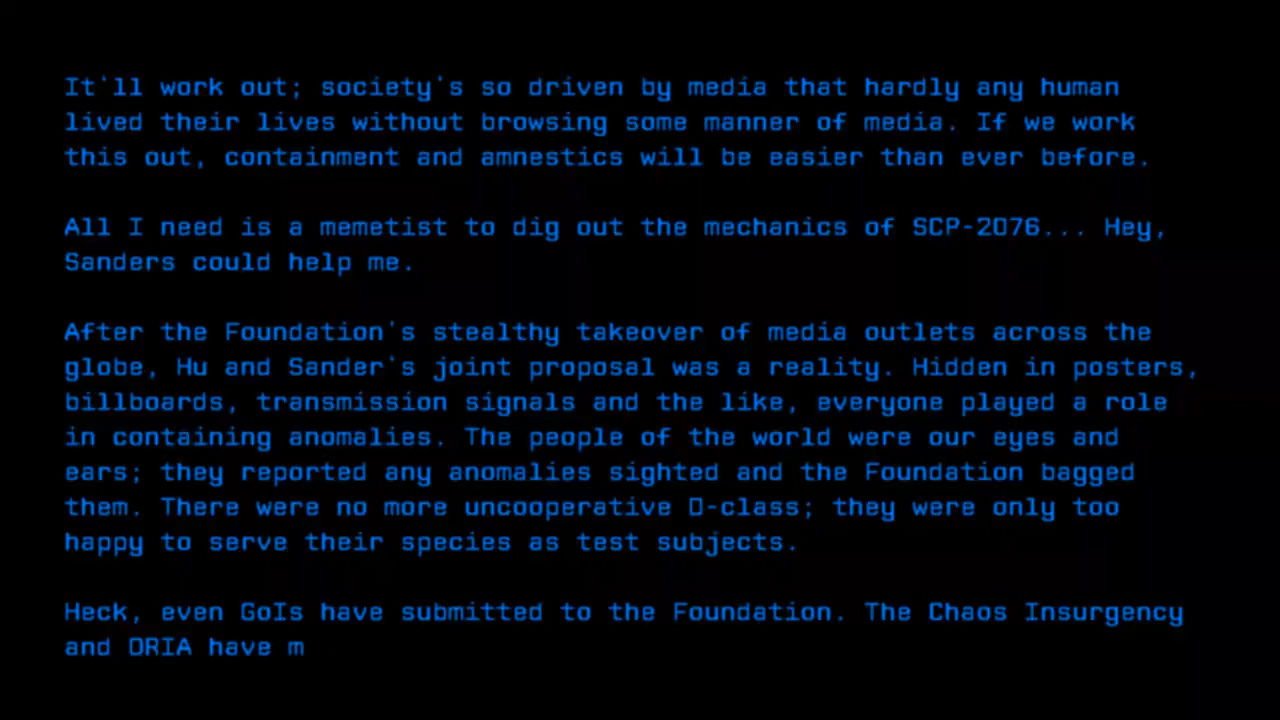 It'll work out; society's so driven by media that hardly any human
lived their lives without browsing some manner of media. If we work
this out, containment and amnestics will be easier than ever before.
All I need is a memetist to dig out the mechanics of SCP-2076... Hey,
Sanders could help me.
After the Foundation's stealthy takeover of media outlets across the
globe, Hu and Sander's joint proposal was a reality. Hidden in posters,
billboards, transmission signals and the like, everyone played a role
in containing anomalies. The people of the world were our eyes and
ears; they reported any anomalies sighted and the Foundation bagged
them. There were no more uncooperative D-class; they were only too
happy to serve their species as test subjects.
Heck, even GoIs have submitted to the Foundation. The Chaos Insurgency
and ORIA have m